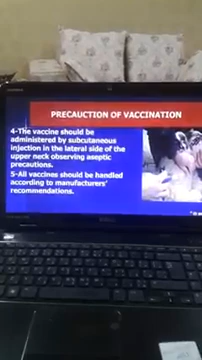 PRECAUCTION OF VACCINATION
4-The vaccine should be
administered by subcutaneous
injection in the lateral side of the
upper neck observing aseptic
precautions.
5-All vaccines should be handled
according to manufacturers'
recommendations.
DELL